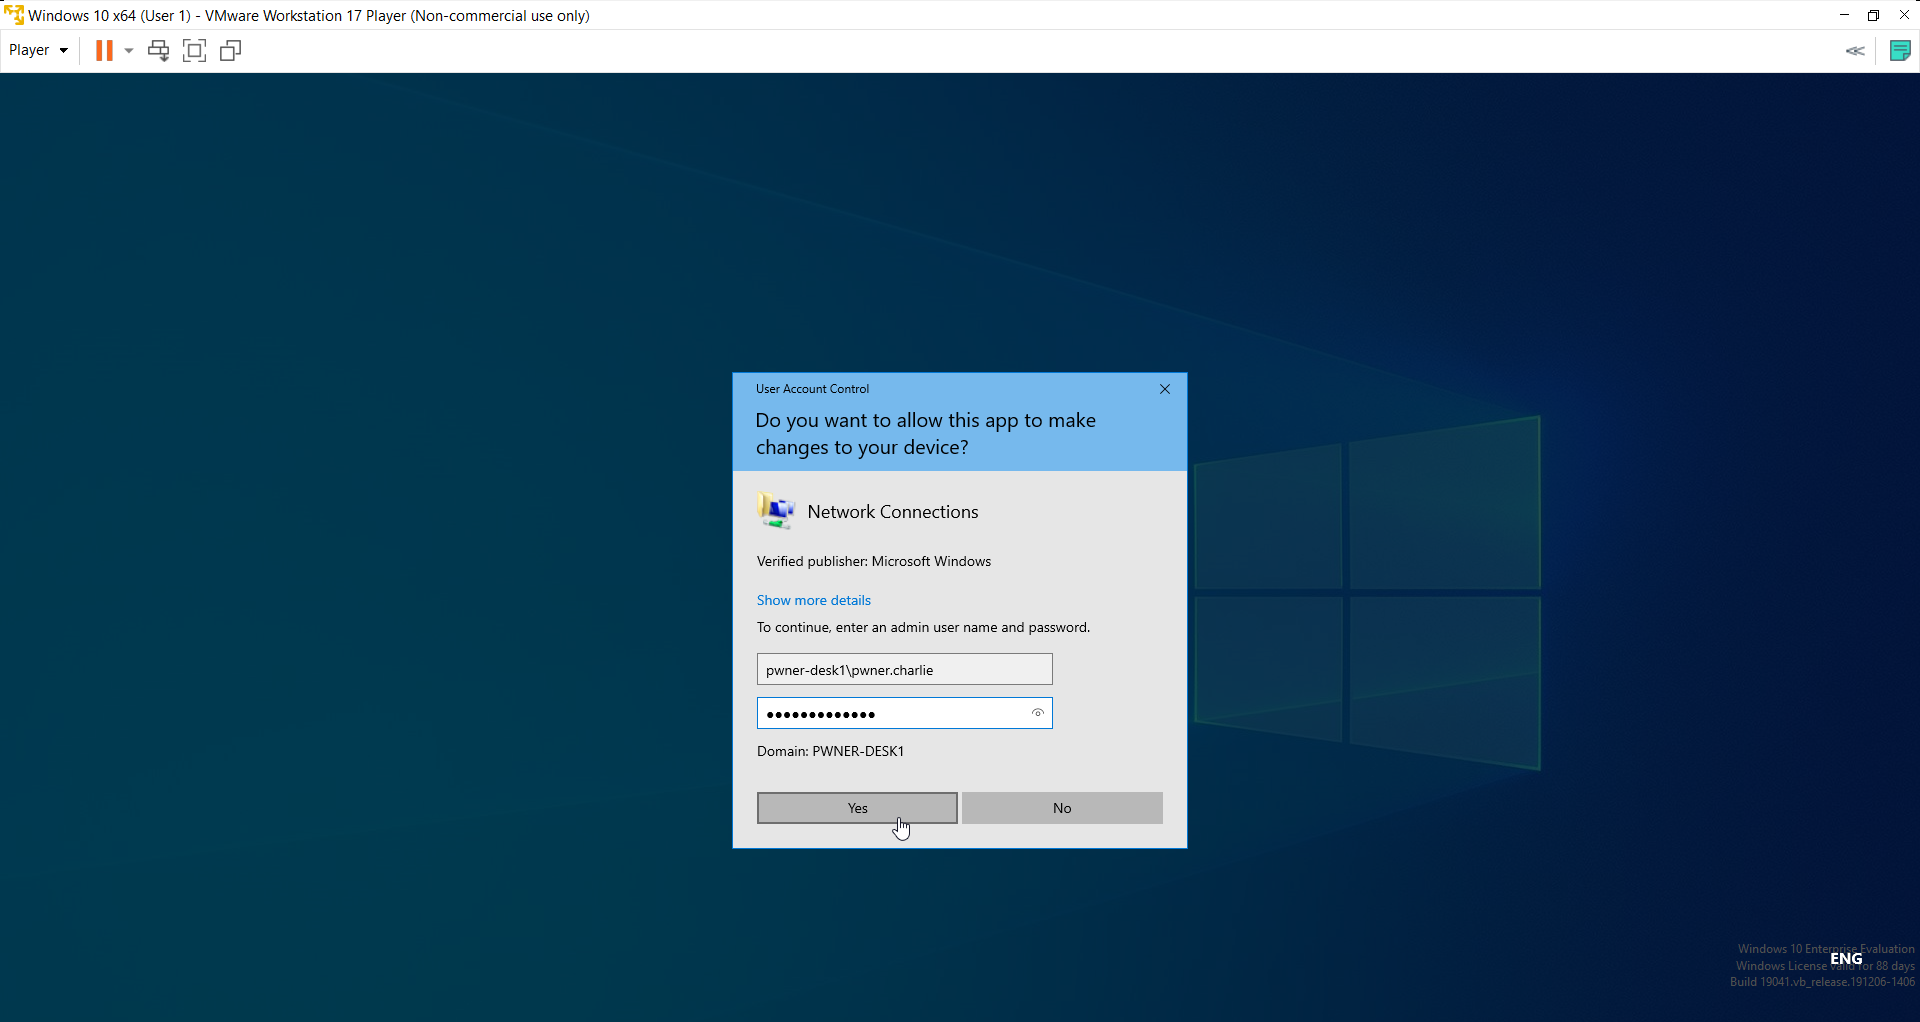 Windows 10 x64 (User 1) - VMware Workstation 17 Player (Non-commercial use only)
Player
User Account Control
Do you want to allow this app to make
changes to your device?
Network Connections
Verified publisher: Microsoft Windows
Show more details
To continue, enter an admin user name and password.
pwner-desk1\pwner.charlie
●●●●●●●●●●●●●
Domain: PWNER-DESK1
Yes
No
Windows 10 Enterprise Evaluation
ENG
Windows License valid for 88 days
Build 19041.vb_release.191206-1406